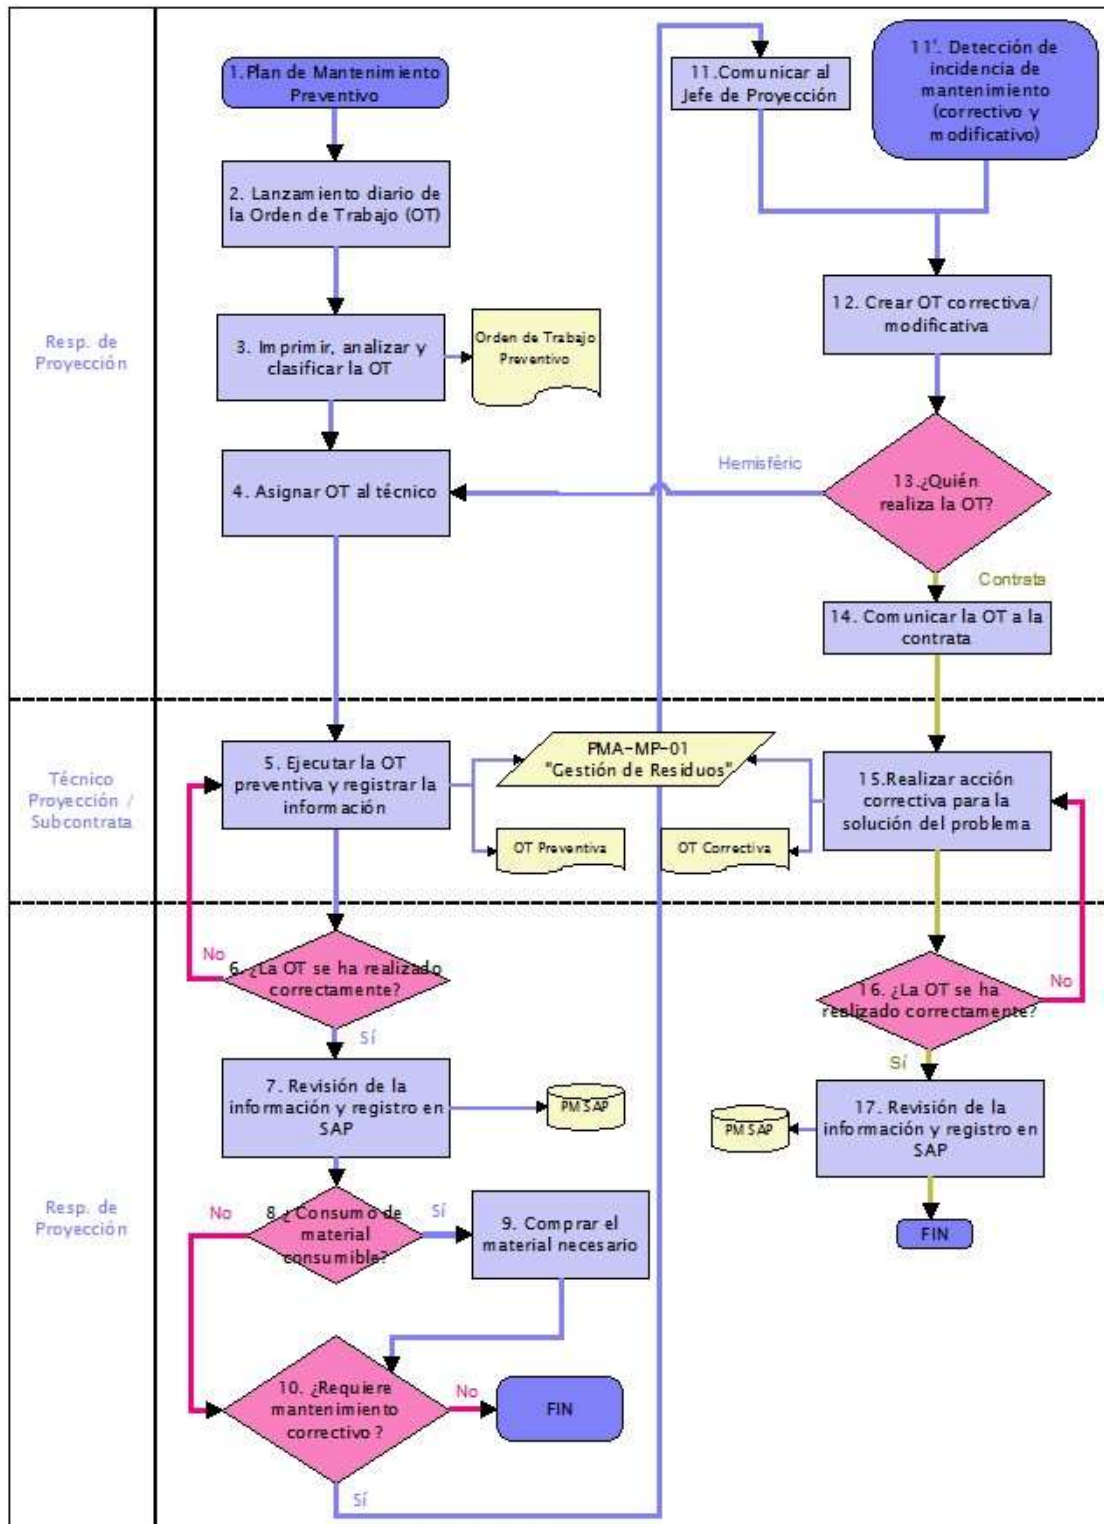 Resp. de
Proyección
1.Plan de Mantenimiento
Preventivo
2. Lanzamiento diario de
la Orden de Trabajo (OT)
3. Imprimir, analizar y
clasificar la OT
Orden de Trabajo
Preventivo
4. Asignar OT al técnico
11.Comunicar al
Jefe de Proyección
11'. Detección de
incidencia de
mantenimiento
(correctivo y
modificativo)
12. Crear OT correctiva/
modificativa
Hemisfério
13.¿Quién
realiza la OT?
Contrata
14. Comunicar la OT a la
contrata
Técnico
Proyección /
Subcontrata
5. Ejecutar la OT
preventiva y registrar la
información
PMA-MP-01
"Gestión de Residuos"
OT Preventiva
OT Correctiva
15.Realizar acción
correctiva para la
solución del problema
Resp. de
Proyección
No
6. ¿La OT se ha realizado
correctamente?
Sí
7. Revisión de la
información y registro en
SAP
PM SAP
No
8.¿ Consumo de
material
consumible?
Sí
9. Comprar el
material necesario
10. ¿Requiere
mantenimiento
correctivo ?
No
FIN
Sí
16. ¿La OT se ha
realizado correctamente?
No
Sí
17. Revisión de la
información y registro en
SAP
PM SAP
FIN